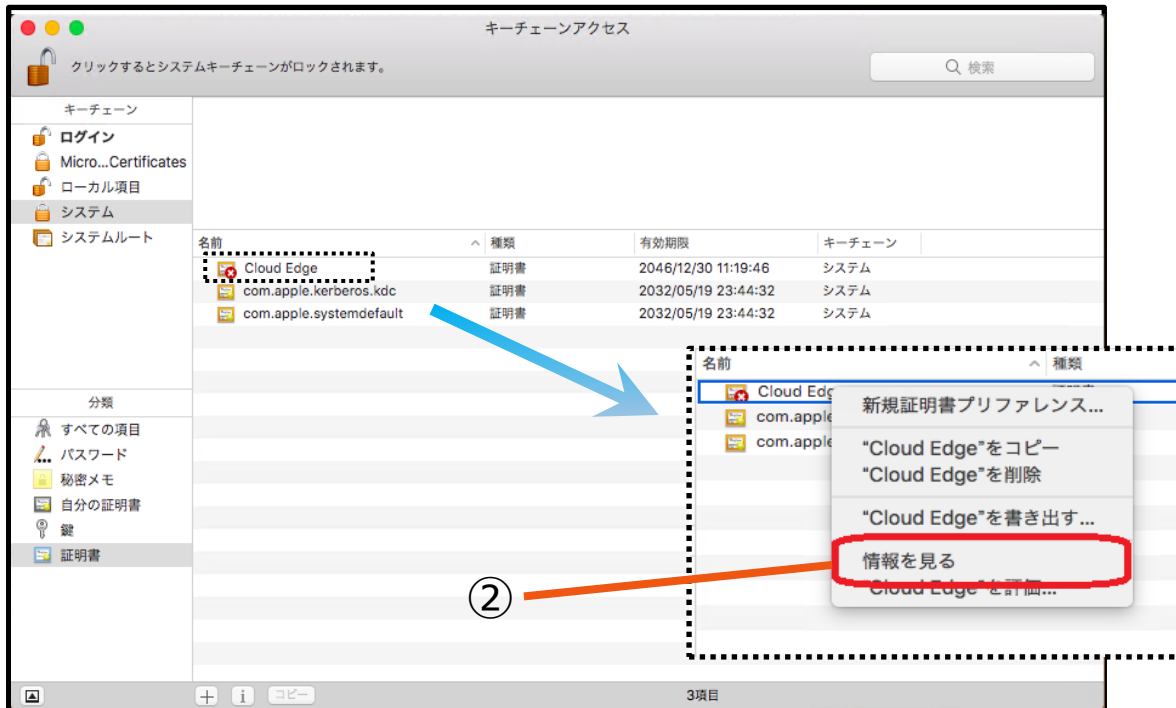 キーチェーンアクセス
クリックするとシステムキーチェーンがロックされます。
検索
キーチェーン
ログイン
Micro...Certificates
ローカル項目
システム
システムルート
名前 種類 有効期限 キーチェーン
Cloud Edge 証明書 2046/12/30 11:19:46 システム
com.apple.kerberos.kdc 証明書 2032/05/19 23:44:32 システム
com.apple.systemdefault 証明書 2032/05/19 23:44:32 システム
分類
すべての項目
パスワード
秘密メモ
自分の証明書
鍵
証明書
名前 種類
Cloud Edg
com.apple
com.apple
新規証明書プリファレンス...
“Cloud Edge”をコピー
“Cloud Edge”を削除
“Cloud Edge”を書き出す...
情報を見る
“Cloud Edge”を評価...
②
コピー
3項目